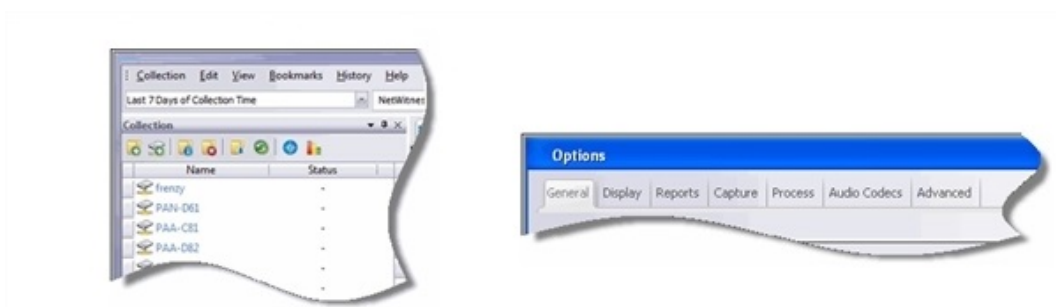 Collection Edit View Bookmarks History Help
Last 7 Days of Collection Time
Collection
Name Status
frenzy -
PAN-D61 -
PAA-C81 -
PAA-D82 -
-
-
Options
General Display Reports Capture Process Audio Codecs Advanced